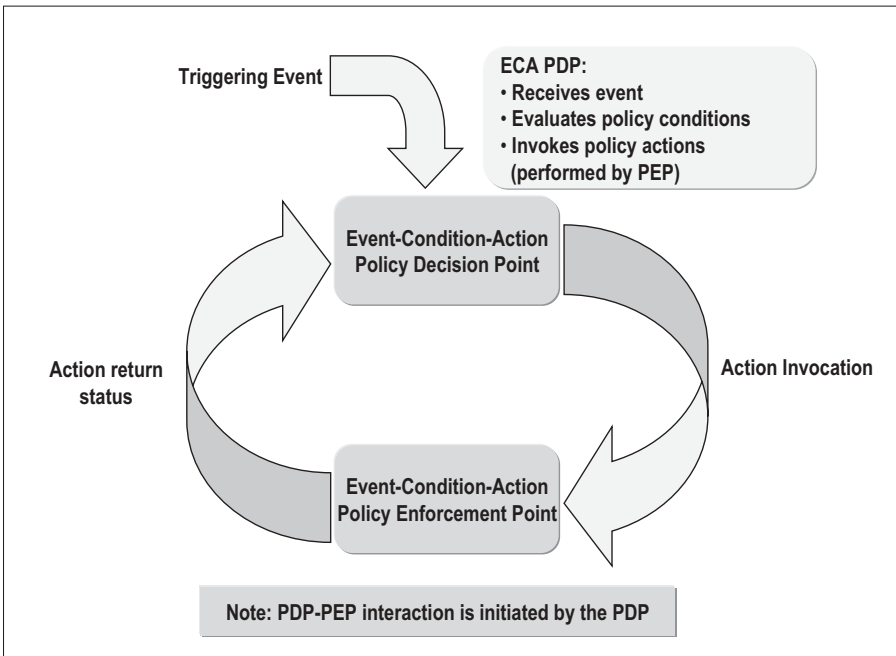 Triggering Event
ECA PDP:
• Receives event
• Evaluates policy conditions
• Invokes policy actions
(performed by PEP)
Event-Condition-Action
Policy Decision Point
Action return
status
Action Invocation
Event-Condition-Action
Policy Enforcement Point
Note: PDP-PEP interaction is initiated by the PDP